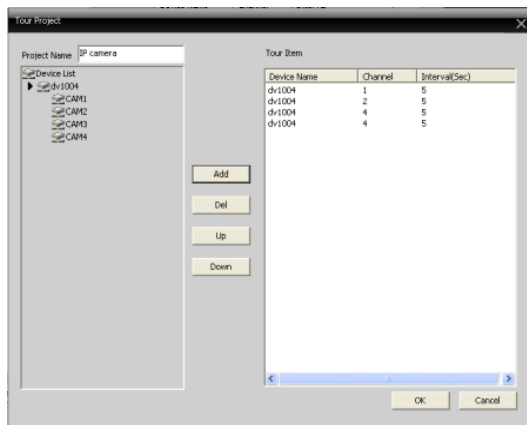 Tour Project
Project Name IP camera
Device List
dv1004
CAM1
CAM2
CAM3
CAM4
Add
Del
Up
Down
Tour Item
Device Name Channel Interval(Sec)
dv1004 1 5
dv1004 2 5
dv1004 4 5
dv1004 4 5
OK Cancel